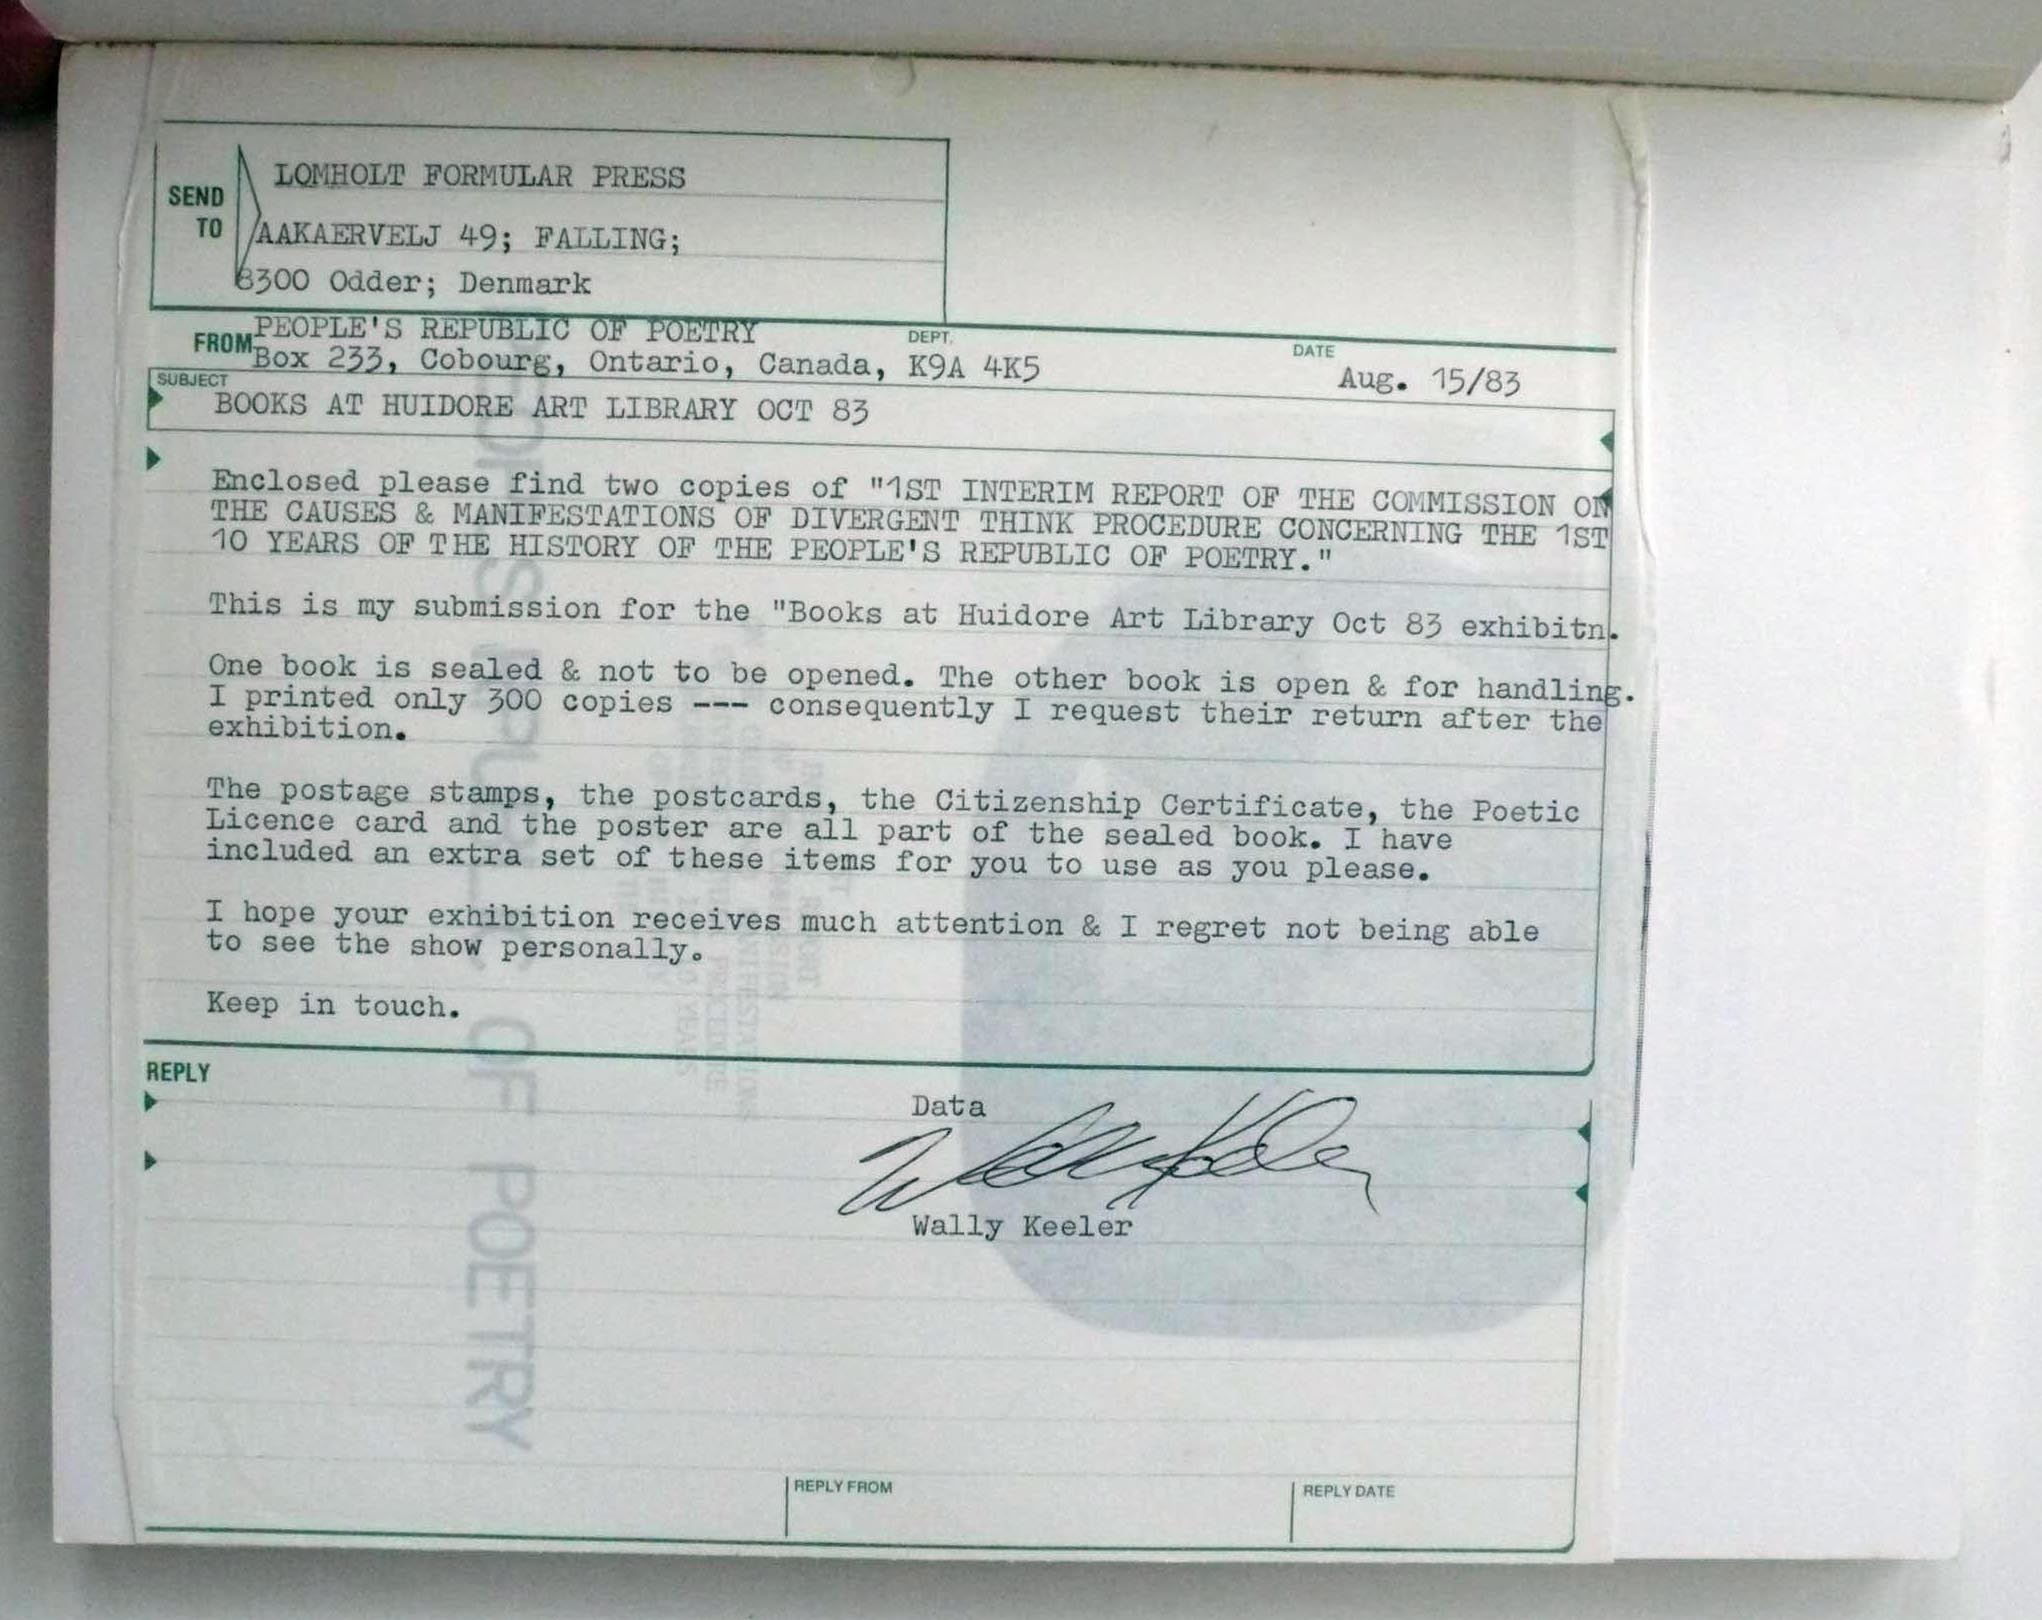 SEND
TO
LOMHOLT FORMULAR PRESS
AAKAERVELJ 49; FALLING;
8300 Odder; Denmark
FROM PEOPLE'S REPUBLIC OF POETRY
Box 233, Cobourg, Ontario, Canada, K9A 4K5
DEPT.
DATE
Aug. 15/83
SUBJECT
BOOKS AT HUIDORE ART LIBRARY OCT 83
Enclosed please find two copies of "1ST INTERIM REPORT OF THE COMMISSION ON
THE CAUSES & MANIFESTATIONS OF DIVERGENT THINK PROCEDURE CONCERNING THE 1ST
10 YEARS OF THE HISTORY OF THE PEOPLE'S REPUBLIC OF POETRY."
This is my submission for the "Books at Huidore Art Library Oct 83 exhibitn.
One book is sealed & not to be opened. The other book is open & for handling.
I printed only 300 copies --- consequently I request their return after the
exhibition.
The postage stamps, the postcards, the Citizenship Certificate, the Poetic
Licence card and the poster are all part of the sealed book. I have
included an extra set of these items for you to use as you please.
I hope your exhibition receives much attention & I regret not being able
to see the show personally.
Keep in touch.
REPLY
Data
Wally Keeler
Wally Keeler
REPLY FROM
REPLY DATE
OF POETRY